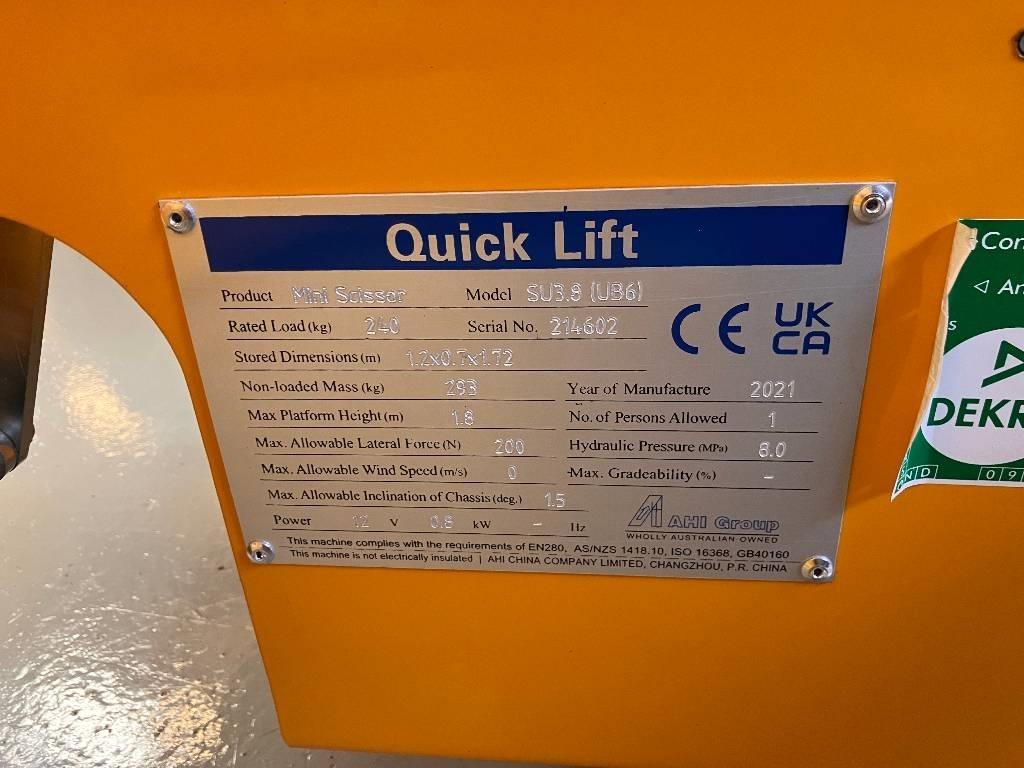 Quick Lift
Product Mini Scissor Model SU3.8 (UB6)
Rated Load (kg) 240 Serial No. 214602
Stored Dimensions (m) 1.2x0.7x1.72
Non-loaded Mass (kg) 293 Year of Manufacture 2021
Max Platform Height (m) 1.8 No. of Persons Allowed 1
Max. Allowable Lateral Force (N) 200 Hydraulic Pressure (MPa) 8.0
Max. Allowable Wind Speed (m/s) 0 Max. Gradeability (%) -
Max. Allowable Inclination of Chassis (deg.) 1.5
Power 12 V 0.8 kW - Hz
CE UK
CA
AHI Group
WHOLLY AUSTRALIAN OWNED
This machine complies with the requirements of EN280, AS/NZS 1418.10, ISO 16368, GB40160
This machine is not electrically insulated | AHI CHINA COMPANY LIMITED, CHANGZHOU, P.R. CHINA
Con
An
s
DEKR
ND 09